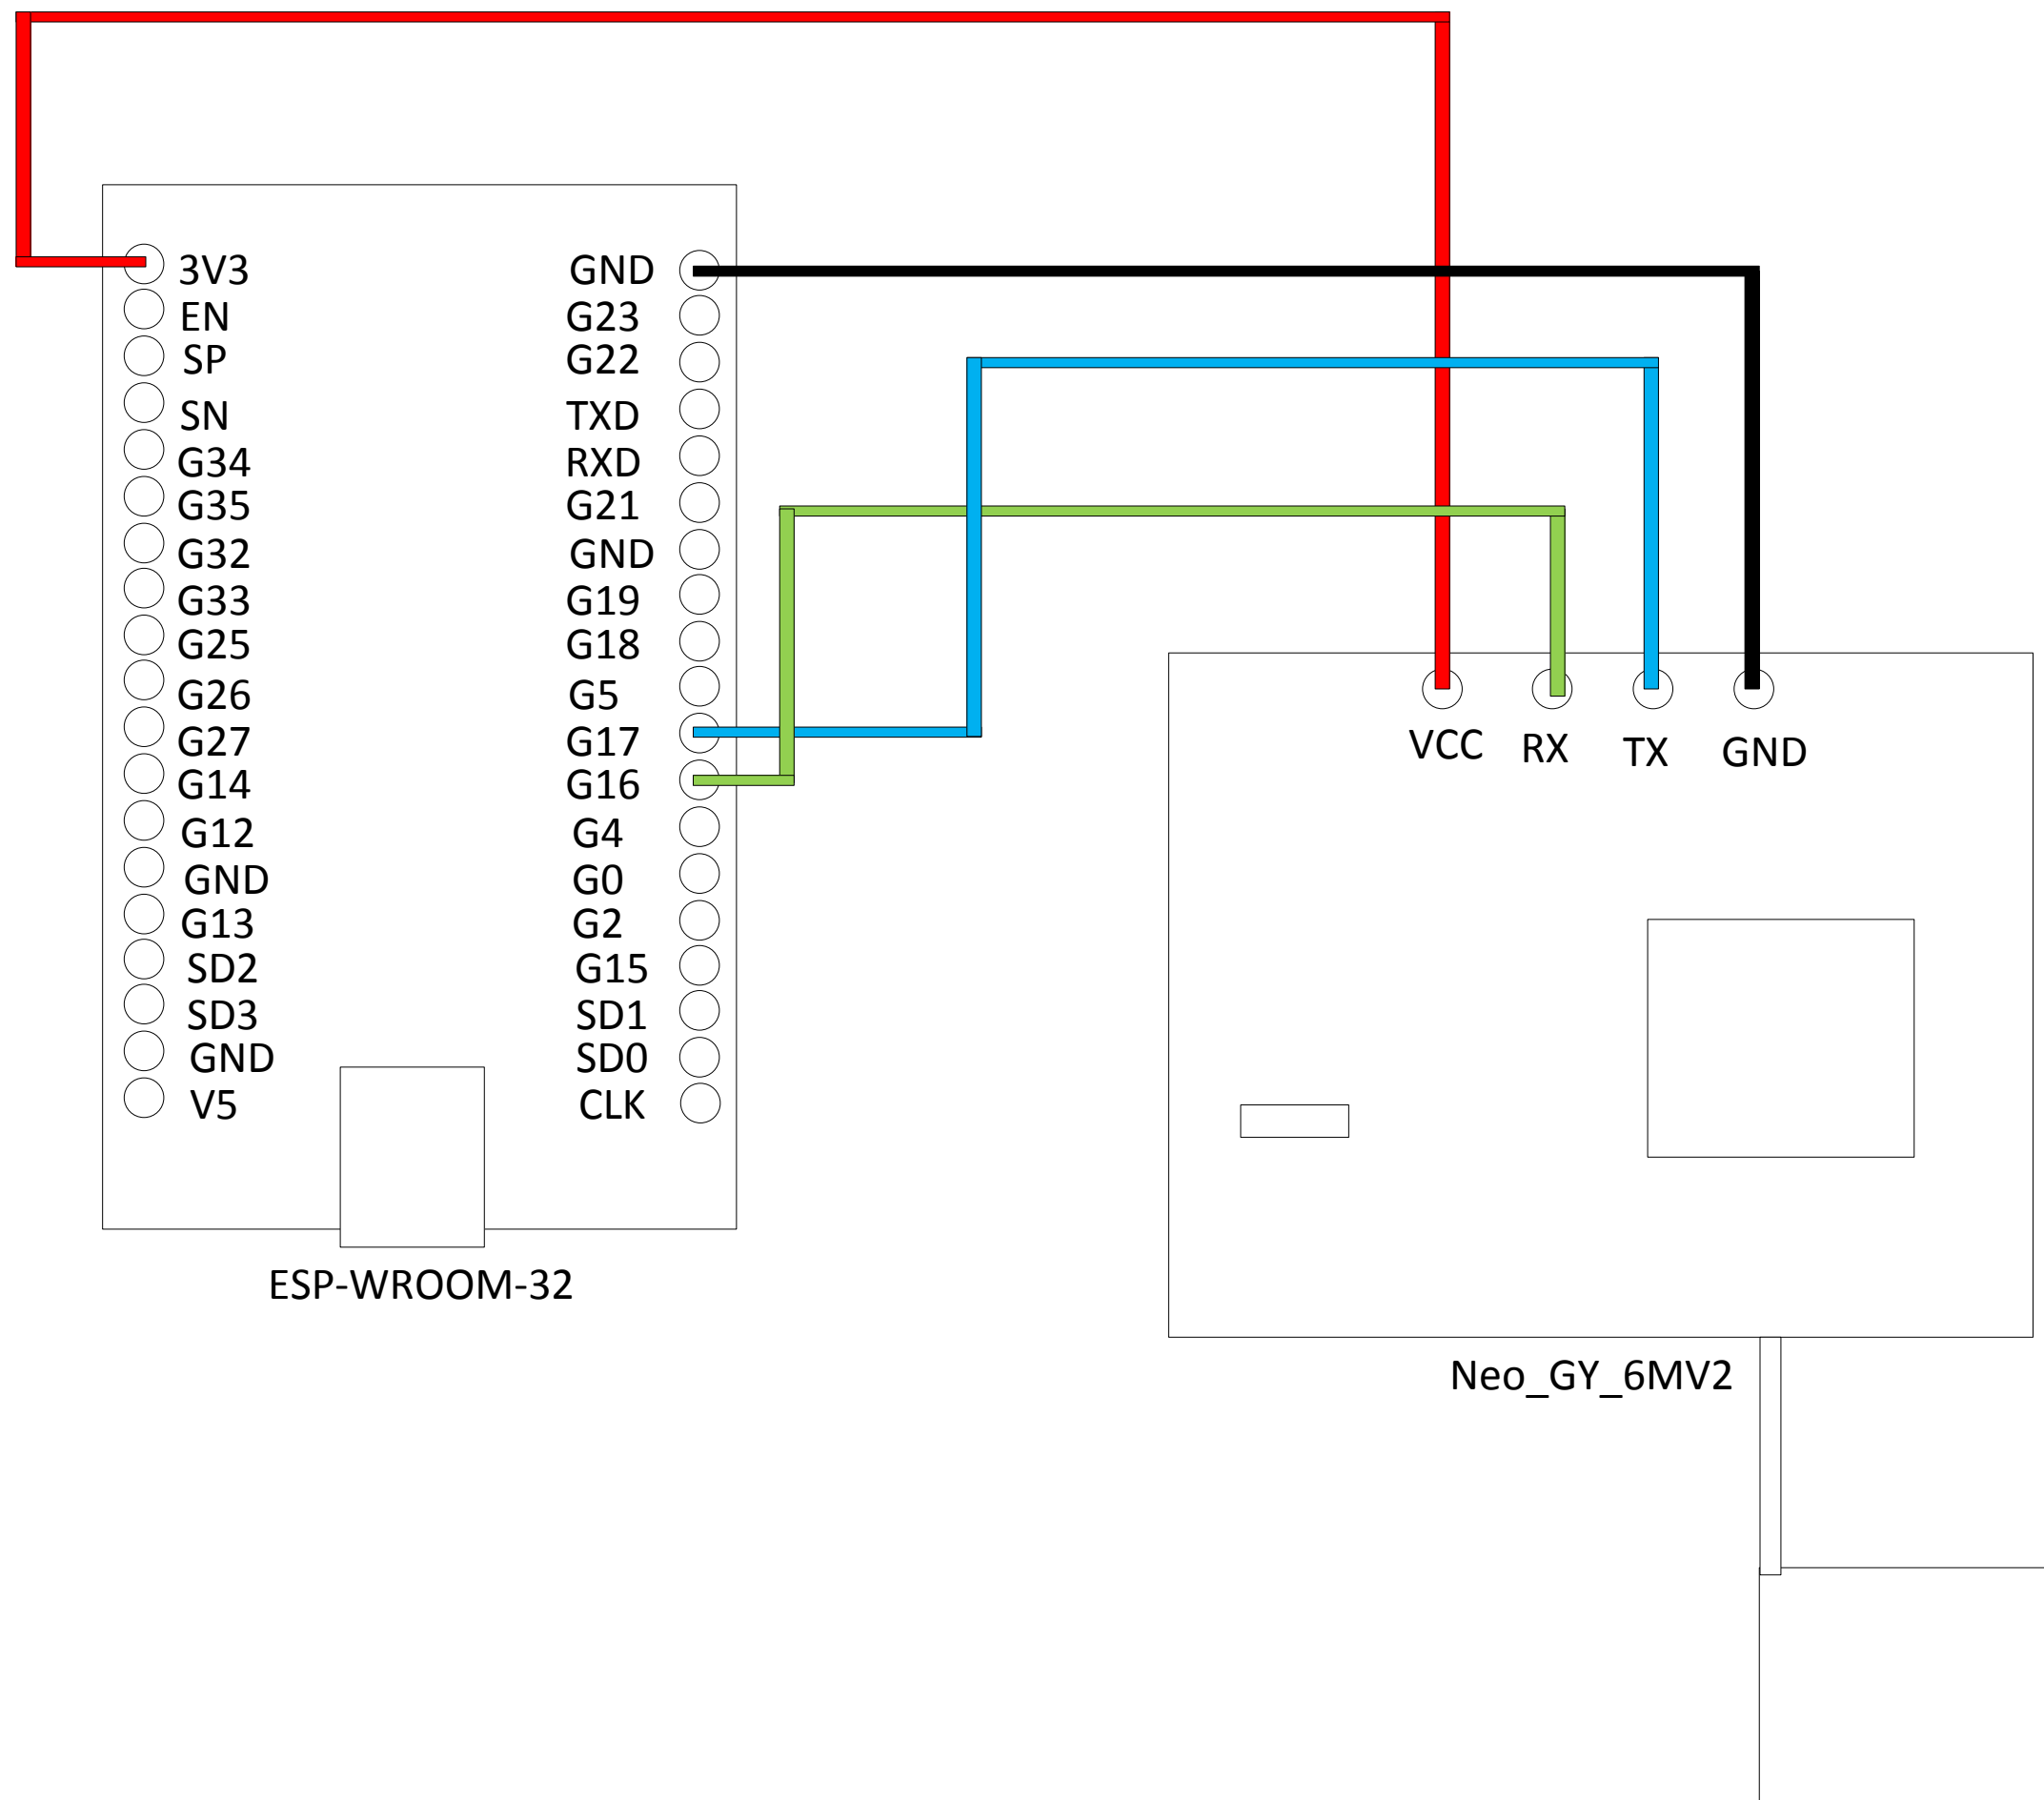 3V3
EN
SP
SN
G34
G35
G32
G33
G25
G26
G27
G14
G12
GND
G13
SD2
SD3
GND
V5
GND
G23
G22
TXD
RXD
G21
GND
G19
G18
G5
G17
G16
G4
G0
G2
G15
SD1
SD0
CLK
ESP-WROOM-32
VCC RX TX GND
Neo_GY_6MV2